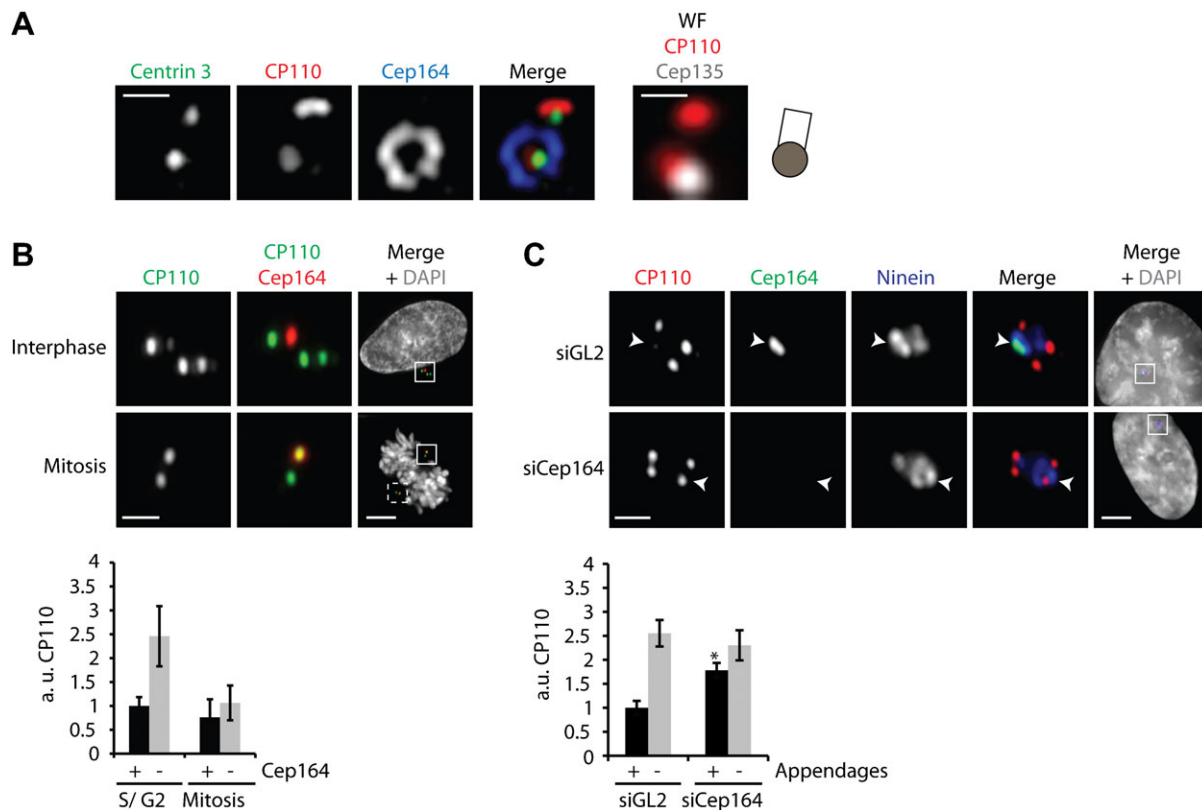 A
Centrin 3 CP110 Cep164 Merge
WF
CP110
Cep135
B
CP110
CP110
Cep164
Merge
+ DAPI
Interphase
Mitosis
4
3.5
3
2.5
2
1.5
1
0.5
0
a. u. CP110
+ - + - Cep164
S/ G2 Mitosis
C
CP110 Cep164 Ninein Merge
Merge
+ DAPI
siGL2
siCep164
4
3.5
3
2.5
2
1.5
1
0.5
0
a.u. CP110
*
+ - + - Appendages
siGL2 siCep164